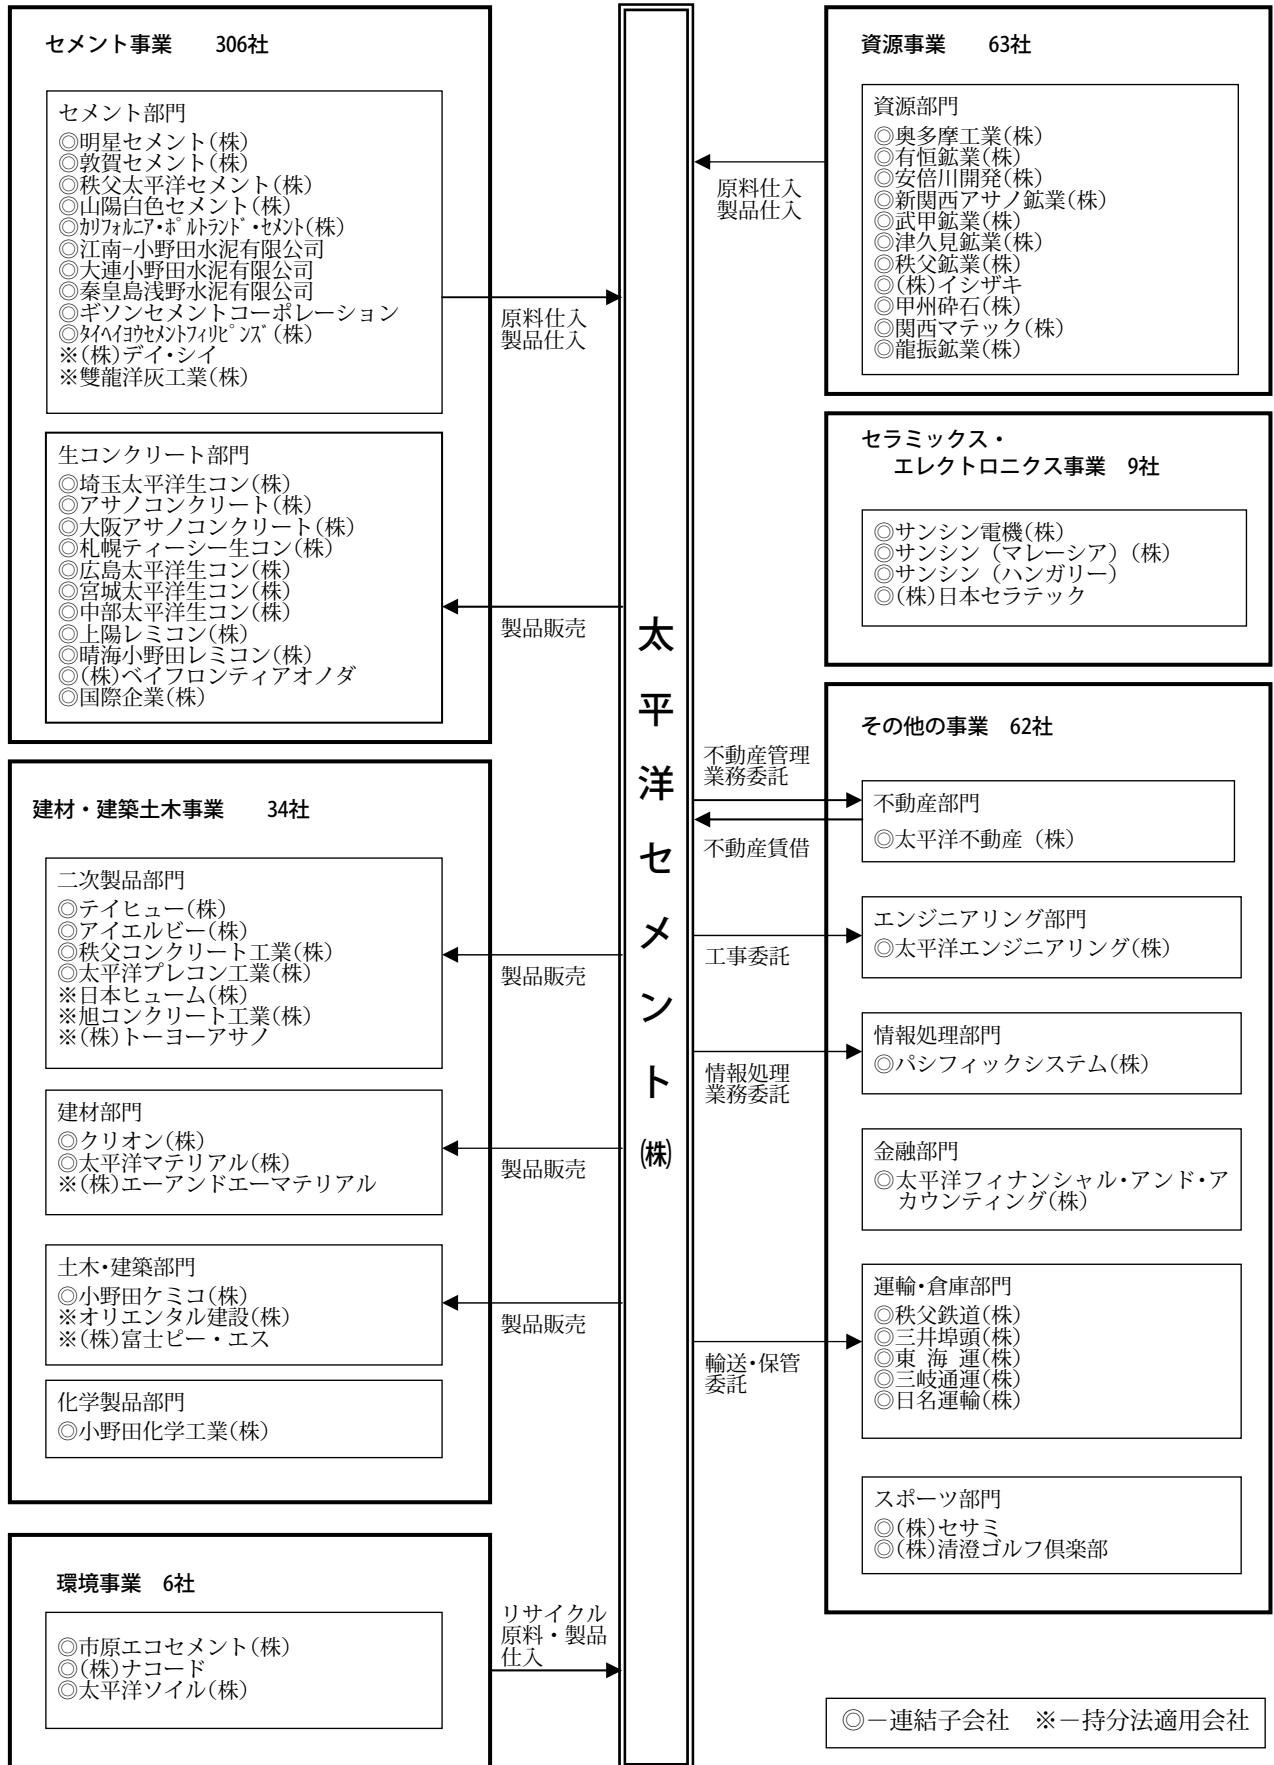 セメント事業　306社
セメント部門
◎明星セメント(株)
◎敦賀セメント(株)
◎秩父太平洋セメント(株)
◎山陽白色セメント(株)
◎ｶﾘﾌｫﾙﾆｱ・ﾎﾟﾙﾄﾗﾝﾄﾞ・ｾﾒﾝﾄ(株)
◎江南−小野田水泥有限公司
◎大連小野田水泥有限公司
◎秦皇島浅野水泥有限公司
◎ギソンセメントコーポレーション
◎ﾀｲﾍｲﾖｳｾﾒﾝﾄﾌｨﾘﾋﾟﾝｽﾞ(株)
※(株)デイ・シイ
※雙龍洋灰工業(株)
原料仕入
製品仕入
生コンクリート部門
◎埼玉太平洋生コン(株)
◎アサノコンクリート(株)
◎大阪アサノコンクリート(株)
◎札幌ティーシー生コン(株)
◎広島太平洋生コン(株)
◎宮城太平洋生コン(株)
◎中部太平洋生コン(株)
◎上陽レミコン(株)
◎晴海小野田レミコン(株)
◎(株)ベイフロンティアオノダ
◎国際企業(株)
製品販売
建材・建築土木事業　34社
二次製品部門
◎テイヒュー(株)
◎アイエルビー(株)
◎秩父コンクリート工業(株)
◎太平洋プレコン工業(株)
※日本ヒューム(株)
※旭コンクリート工業(株)
※(株)トーヨーアサノ
製品販売
建材部門
◎クリオン(株)
◎太平洋マテリアル(株)
※(株)エーアンドエーマテリアル
製品販売
土木・建築部門
◎小野田ケミコ(株)
※オリエンタル建設(株)
※(株)富士ピー・エス
製品販売
化学製品部門
◎小野田化学工業(株)
環境事業　6社
◎市原エコセメント(株)
◎(株)ナコード
◎太平洋ソイル(株)
リサイクル
原料・製品
仕入
太平洋セメント(株)
資源事業　63社
資源部門
◎奥多摩工業(株)
◎有恒鉱業(株)
◎安倍川開発(株)
◎新関西アサノ鉱業(株)
◎武甲鉱業(株)
◎津久見鉱業(株)
◎秩父鉱業(株)
◎(株)イシザキ
◎甲州砕石(株)
◎関西マテック(株)
◎龍振鉱業(株)
原料仕入
製品仕入
セラミックス・
エレクトロニクス事業　9社
◎サンシン電機(株)
◎サンシン（マレーシア）(株)
◎サンシン（ハンガリー）
◎(株)日本セラテック
その他の事業　62社
不動産管理
業務委託
不動産部門
◎太平洋不動産（株）
不動産賃借
エンジニアリング部門
◎太平洋エンジニアリング(株)
工事委託
情報処理部門
◎パシフィックシステム(株)
情報処理
業務委託
金融部門
◎太平洋フィナンシャル・アンド・ア
カウンティング(株)
運輸・倉庫部門
◎秩父鉄道(株)
◎三井埠頭(株)
◎東 海 運(株)
◎三岐通運(株)
◎日名運輸(株)
輸送・保管
委託
スポーツ部門
◎(株)セサミ
◎(株)清澄ゴルフ倶楽部
◎－連結子会社　※－持分法適用会社